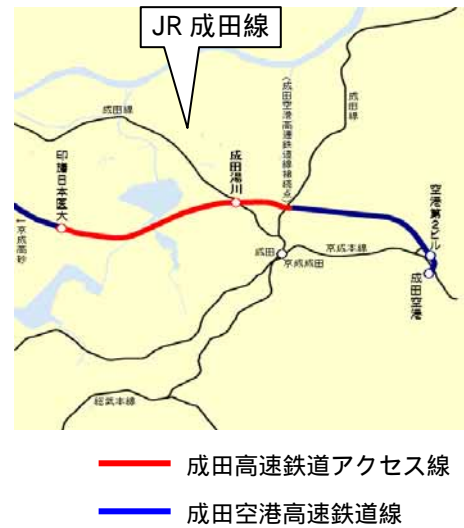 JR 成田線
成田線
印旛日本医大
↑京成高砂
成田湯川
(成田空港高速鉄道線接続点)
成田線
空港第2ビル
成田空港
成田
京成成田
京成本線
総武本線
成田高速鉄道アクセス線
成田空港高速鉄道線